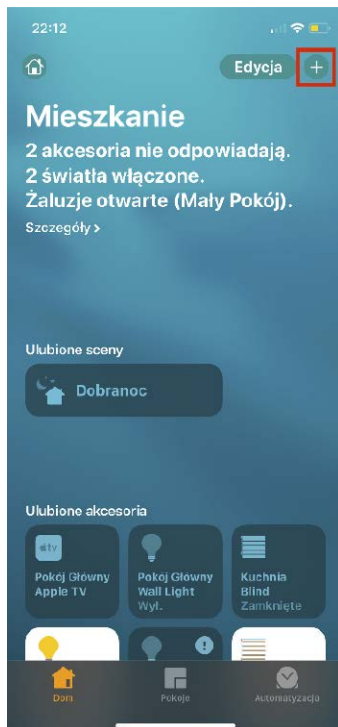 22:12
Edycja
Mieszkanie
2 akcesoria nie odpowiadają.
2 światła włączone.
Żaluzje otwarte (Mały Pokój).
Szczegóły >
Ulubione sceny
Dobranoc
Ulubione akcesoria
tv
Pokój Główny
Apple TV
Pokój Główny
Wall Light
Wył.
Kuchnia
Blind
Zamknięte
Dom
Pokoje
Automatyzacja